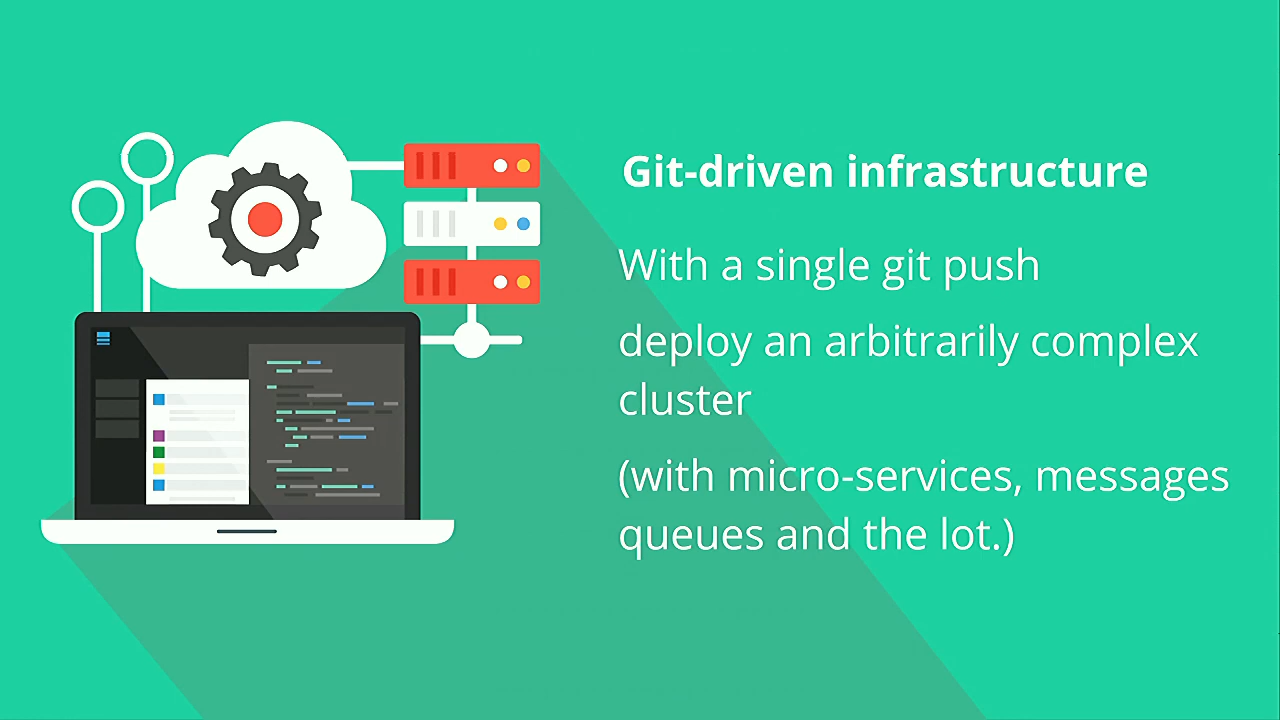 Git-driven infrastructure
With a single git push
deploy an arbitrarily complex
cluster
(with micro-services, messages
queues and the lot.)